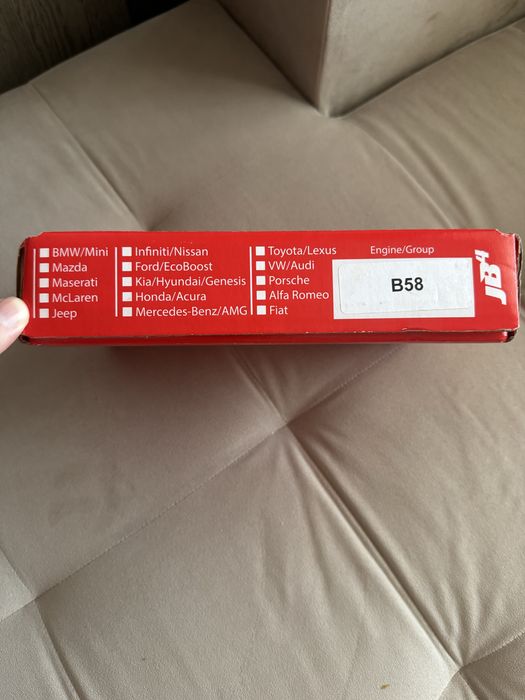 BMW/Mini
Mazda
Maserati
McLaren
Jeep
Infiniti/Nissan
Ford/EcoBoost
Kia/Hyundai/Genesis
Honda/Acura
Mercedes-Benz/AMG
Toyota/Lexus
VW/Audi
Porsche
Alfa Romeo
Fiat
Engine/Group
B58
JB4